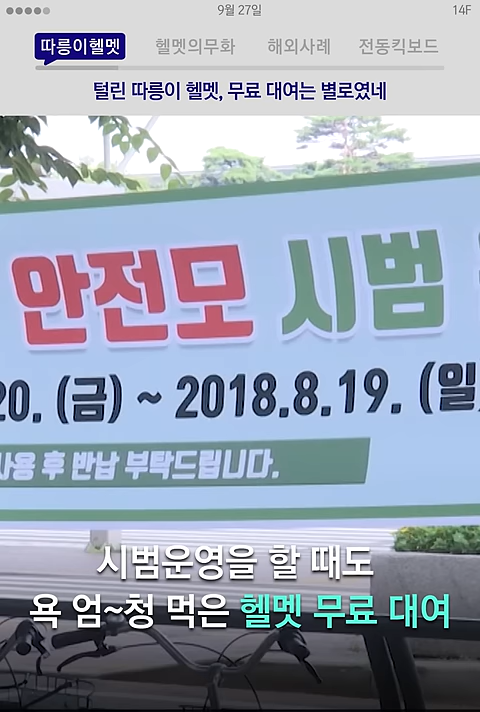 9월 27일
14F
따릉이헬멧 헬멧의무화 해외사례 전동킥보드
털린 따릉이 헬멧, 무료 대여는 별로였네
안전모 시범
20. (금) ~ 2018.8.19. (일)
사용 후 반납 부탁드립니다.
시범운영을 할 때도
욕 엄~청 먹은 헬멧 무료 대여